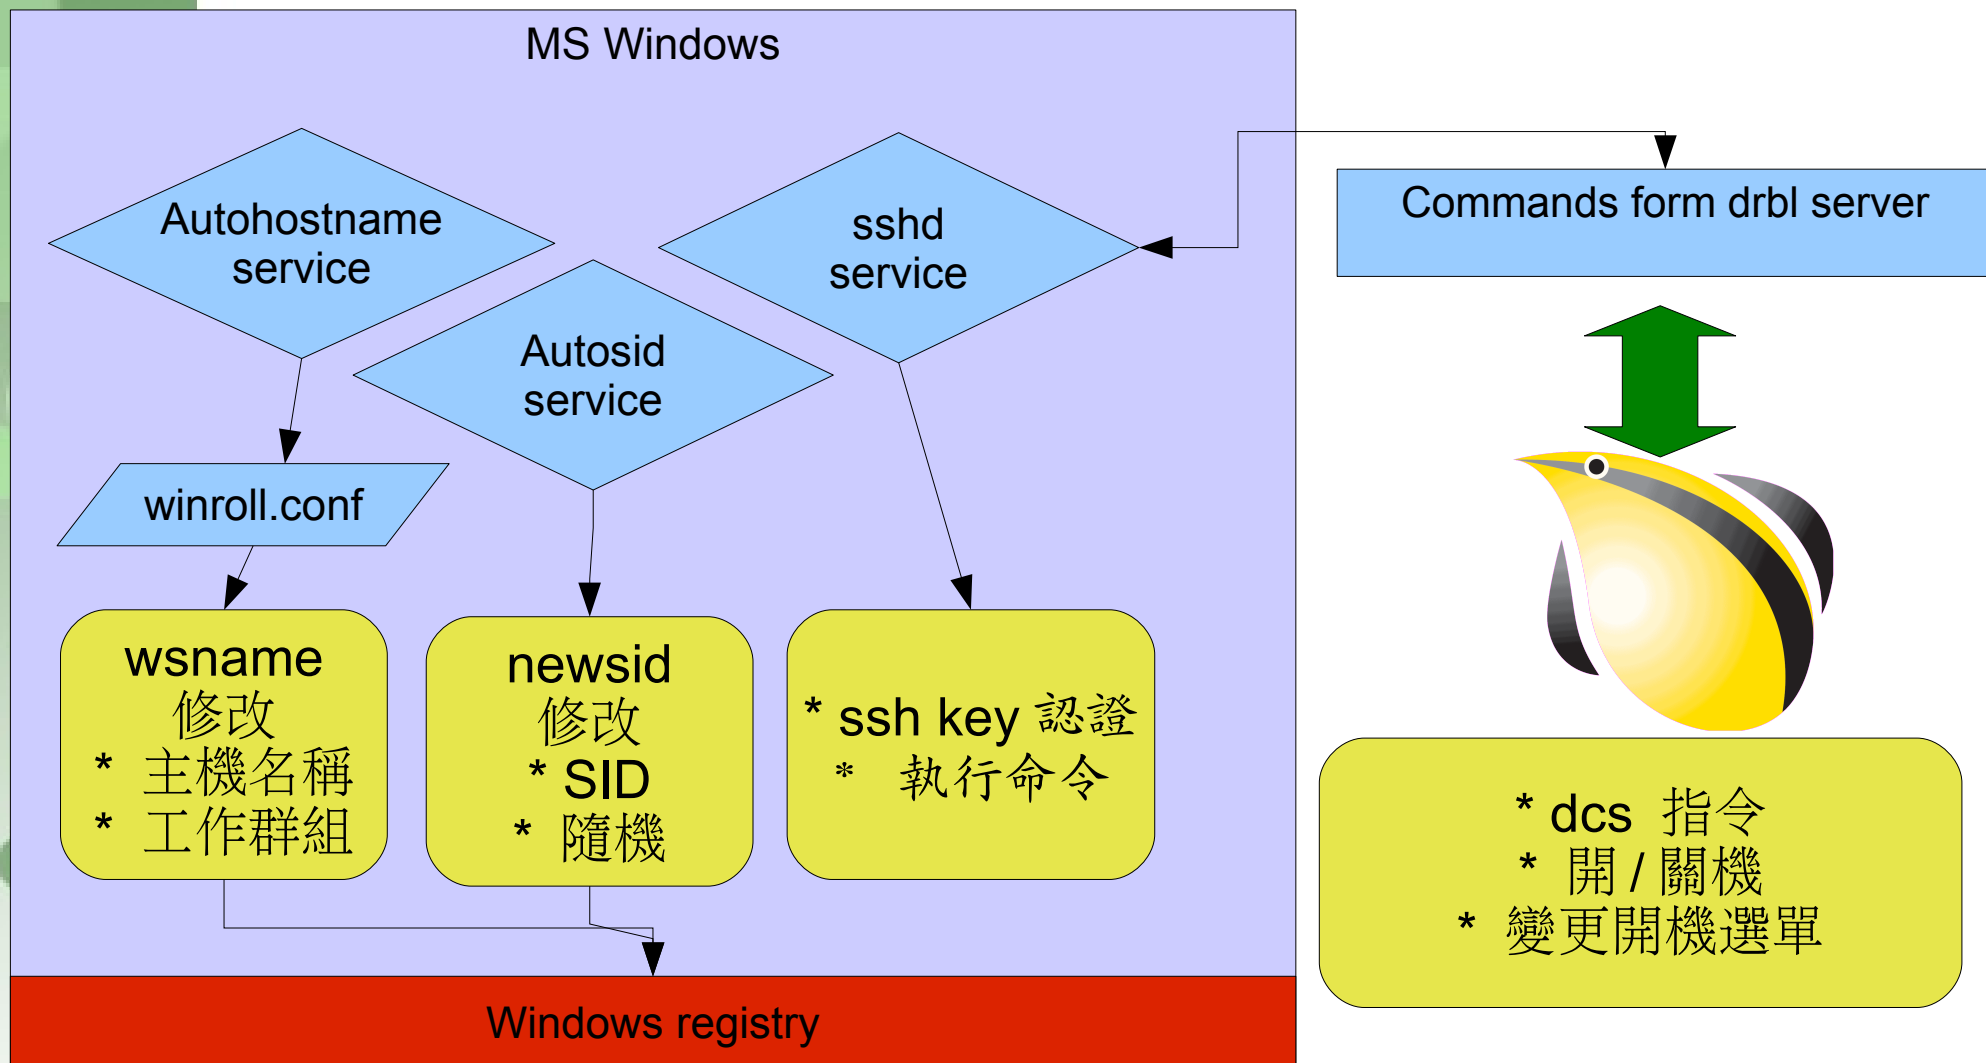 MS Windows
Autohostname
service
sshd
service
Commands form drbl server
Autosid
service
winroll.conf
wsname
修改
* 主機名稱
* 工作群組
newsid
修改
* SID
* 隨機
* ssh key 認證
* 執行命令
* dcs 指令
* 開 / 關機
* 變更開機選單
Windows registry